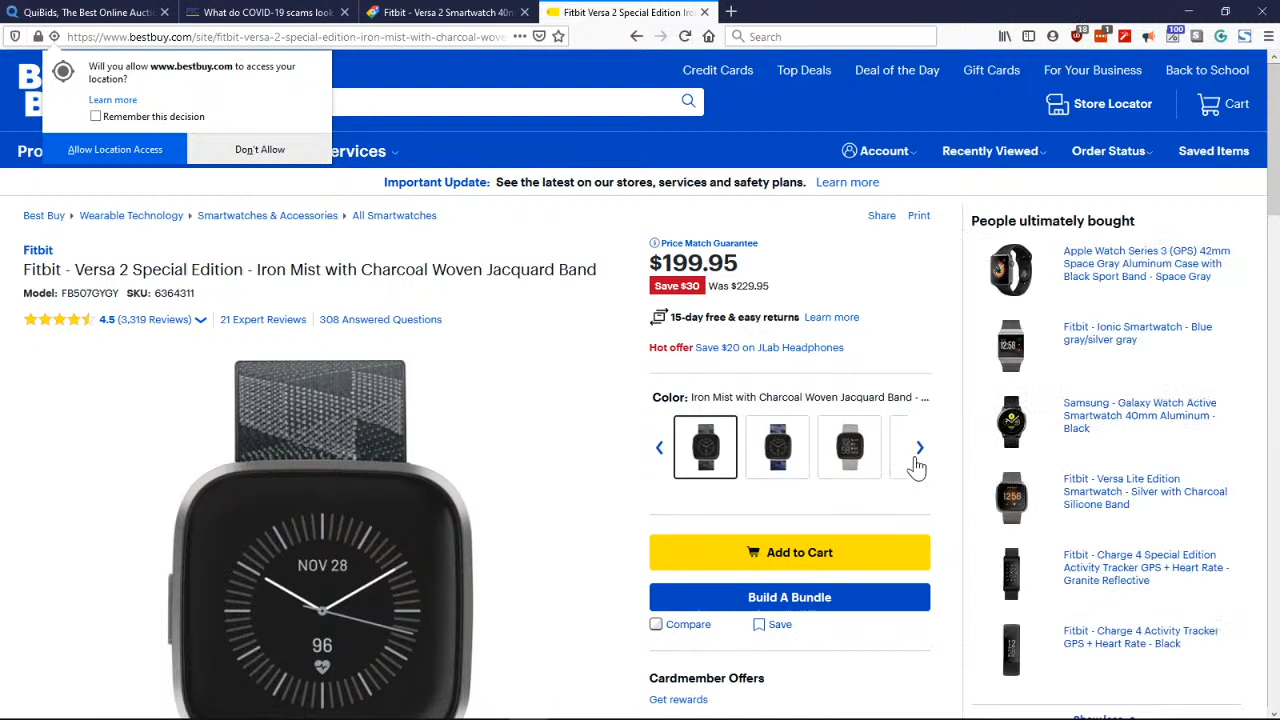 QuiBids, The Best Online Aucti
What do COVID-19 scams look
Fitbit - Versa 2 Smartwatch 40m
Fitbit Versa 2 Special Edition Iro
https://www.bestbuy.com/site/fitbit-versa-2-special-edition-iron-mist-with-charcoal-wove
Search
18
1
100
Will you allow www.bestbuy.com to access your
location?
Learn more
Remember this decision
Allow Location Access
Don't Allow
B
B
Credit Cards
Top Deals
Deal of the Day
Gift Cards
For Your Business
Back to School
Store Locator
Cart
Pro
ervices
Account
Recently Viewed
Order Status
Saved Items
Important Update: See the latest on our stores, services and safety plans. Learn more
Best Buy
Wearable Technology
Smartwatches & Accessories
All Smartwatches
Share
Print
Fitbit
Fitbit - Versa 2 Special Edition - Iron Mist with Charcoal Woven Jacquard Band
Model: FB507GYGY SKU: 6364311
4.5 (3,319 Reviews)
21 Expert Reviews
308 Answered Questions
NOV 28
96
Price Match Guarantee
$199.95
Save $30 Was $229.95
15-day free & easy returns Learn more
Hot offer Save $20 on JLab Headphones
Color: Iron Mist with Charcoal Woven Jacquard Band - ...
Add to Cart
Build A Bundle
Compare
Save
Cardmember Offers
Get rewards
People ultimately bought
Apple Watch Series 3 (GPS) 42mm
Space Gray Aluminum Case with
Black Sport Band - Space Gray
Fitbit - Ionic Smartwatch - Blue
gray/silver gray
Samsung - Galaxy Watch Active
Smartwatch 40mm Aluminum -
Black
Fitbit - Versa Lite Edition
Smartwatch - Silver with Charcoal
Silicone Band
Fitbit - Charge 4 Special Edition
Activity Tracker GPS + Heart Rate -
Granite Reflective
Fitbit - Charge 4 Activity Tracker
GPS + Heart Rate - Black